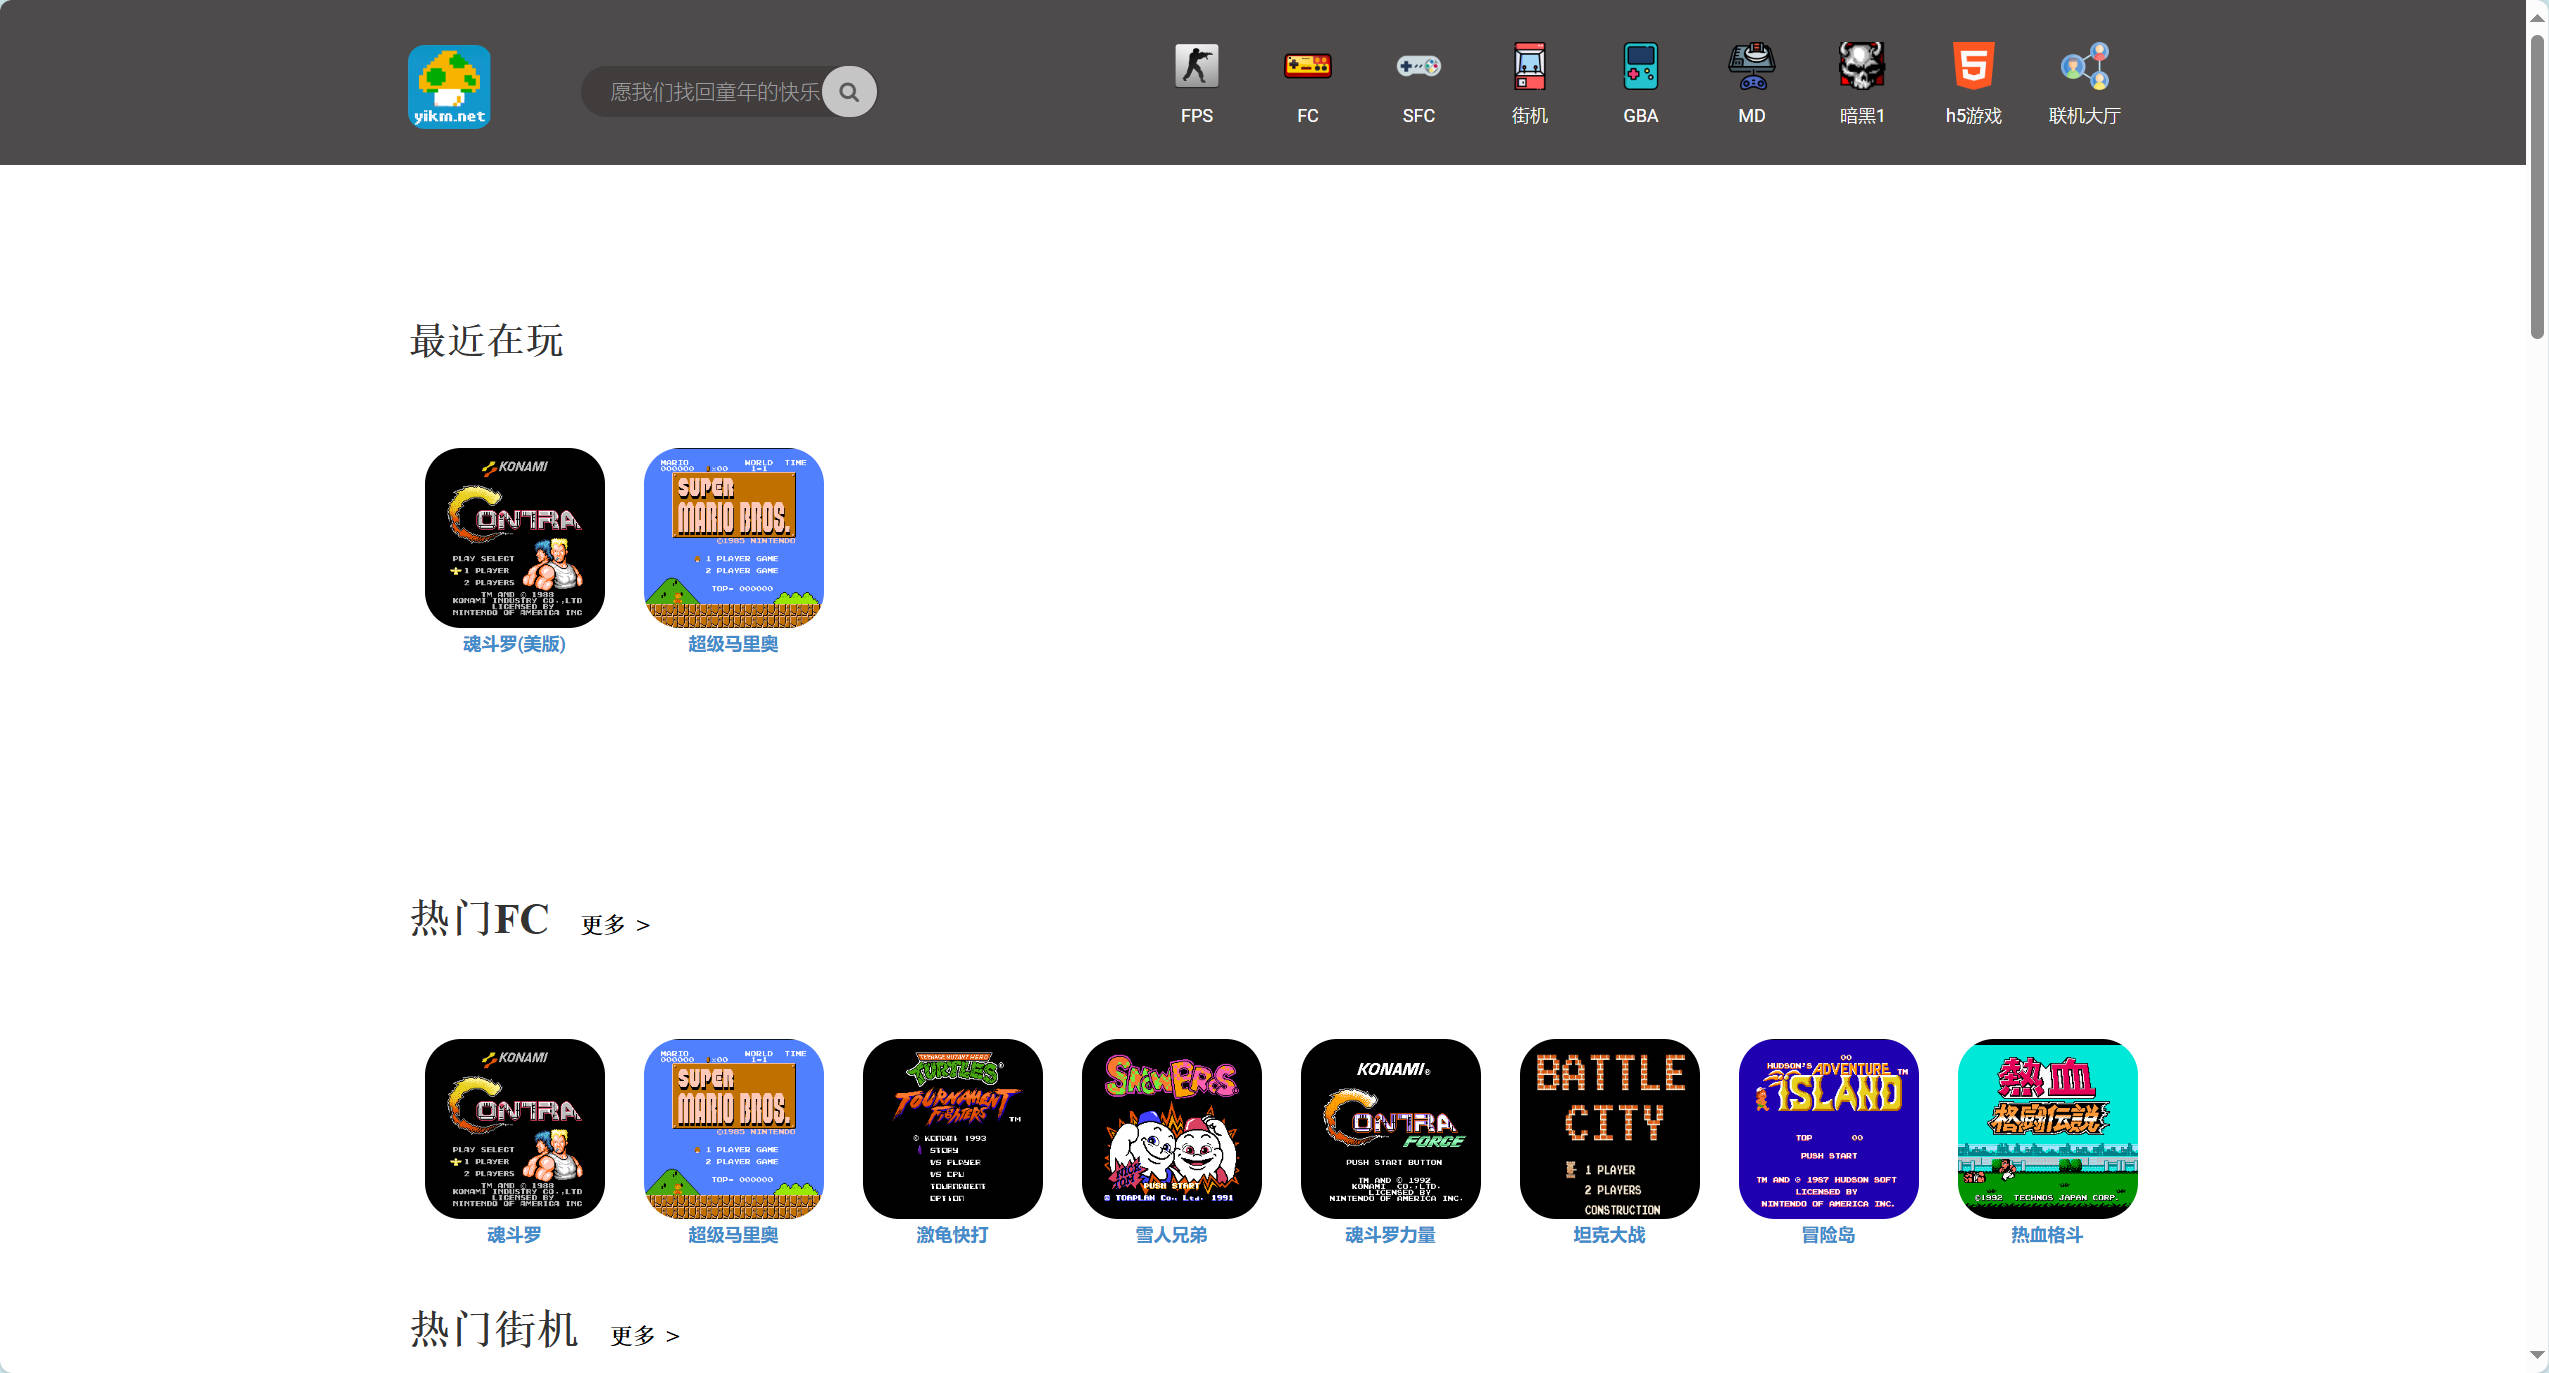 yikm.net
愿我们找回童年的快乐
FPS
FC
SFC
街机
GBA
MD
暗黑1
h5游戏
联机大厅
最近在玩
KONAMI
CONTRA
PLAY SELECT
1 PLAYER
2 PLAYERS
TM AND © 1988
KONAMI INDUSTRY CO.,LTD
LICENSED BY
NINTENDO OF AMERICA INC
魂斗罗(美版)
MARIO WORLD TIME
000000 ×00 1-1
SUPER
MARIO BROS.
©1985 NINTENDO
1 PLAYER GAME
2 PLAYER GAME
TOP- 000000
超级马里奥
热门FC 更多 >
KONAMI
CONTRA
PLAY SELECT
1 PLAYER
2 PLAYERS
TM AND © 1988
KONAMI INDUSTRY CO.,LTD
LICENSED BY
NINTENDO OF AMERICA INC
魂斗罗
MARIO WORLD TIME
000000 ×00 1-1
SUPER
MARIO BROS.
©1985 NINTENDO
1 PLAYER GAME
2 PLAYER GAME
TOP- 000000
超级马里奥
TEENAGE MUTANT HERO
TURTLES
TOURNAMENT
FIGHTERS TM
© KONAMI 1993
STORY
VS PLAYER
VS CPU
TOURNAMENT
OPTION
激龟快打
SNOW BROS.
NICK & TOM
PUSH START
© TOAPLAN Co., Ltd. 1991
雪人兄弟
KONAMI®
CONTRA
FORCE
PUSH START BUTTON
TM AND © 1992
KONAMI CO.,LTD.
LICENSED BY
NINTENDO OF AMERICA INC.
魂斗罗力量
BATTLE
CITY
1 PLAYER
2 PLAYERS
CONSTRUCTION
坦克大战
00
HUDSON'S ADVENTURE TM
ISLAND
TOP 00
PUSH START
TM AND © 1987 HUDSON SOFT
LICENSED BY
NINTENDO OF AMERICA INC.
冒险岛
熱血
格闘伝説
©1992 TECHNOS JAPAN CORP.
热血格斗
热门街机 更多 >